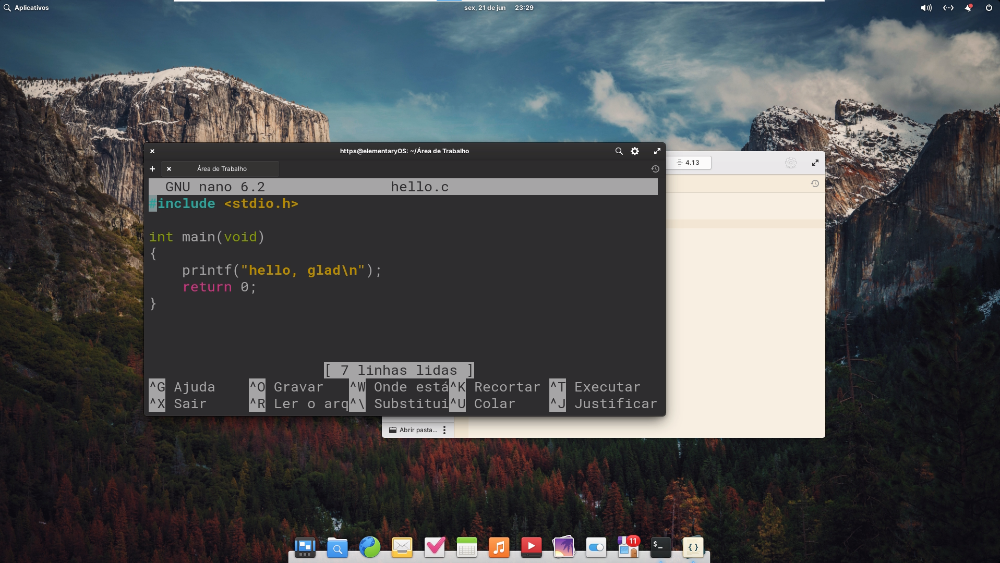 Aplicativos
sex, 21 de jun 23:29
https@elementaryOS: ~/Área de Trabalho
4.13
Área de Trabalho
GNU nano 6.2 hello.c
#include <stdio.h>
int main(void)
{
printf("hello, glad\n");
return 0;
}
[ 7 linhas lidas ]
^G Ajuda ^O Gravar ^W Onde está ^K Recortar ^T Executar
^X Sair ^R Ler o arq ^\ Substitui ^U Colar ^J Justificar
Abrir pasta...
11
$_
{}